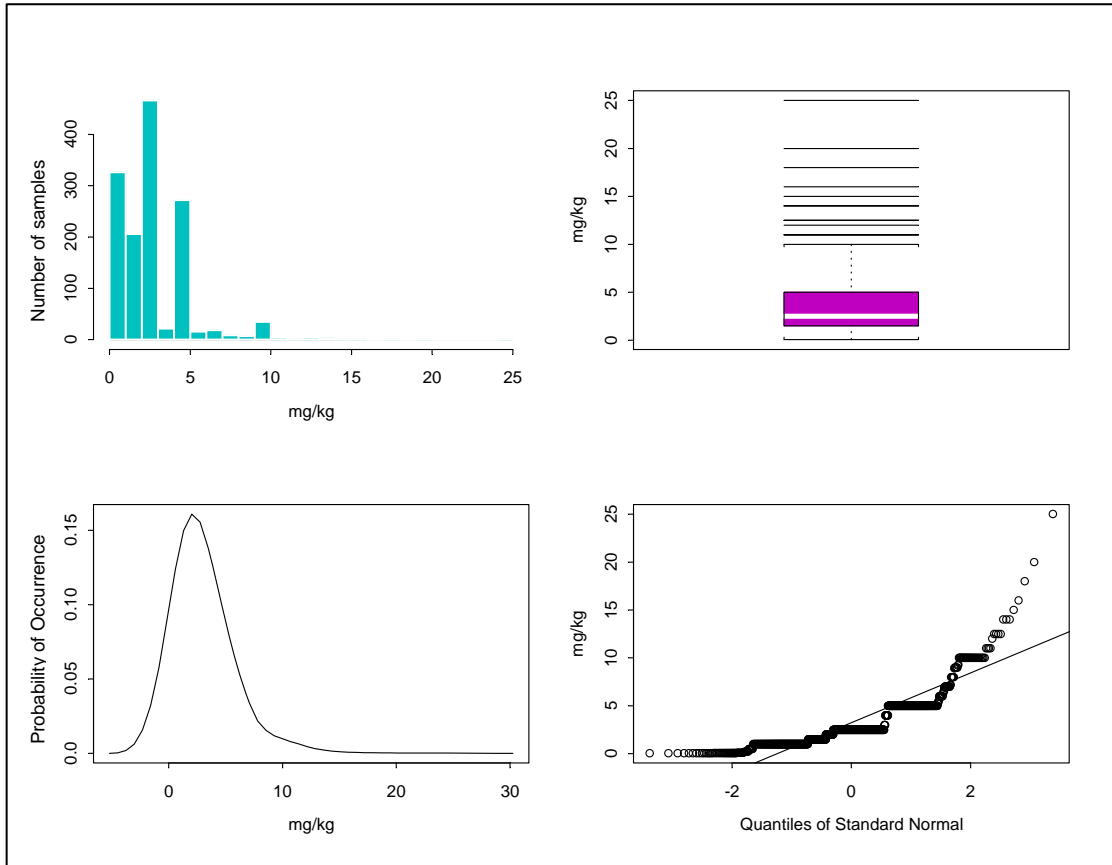 Number of samples
400
300
200
100
0
0 5 10 15 20 25
mg/kg
mg/kg
25
20
15
10
5
0
Probability of Occurrence
0.15
0.10
0.05
0.0
0 10 20 30
mg/kg
mg/kg
25
20
15
10
5
0
-2 0 2
Quantiles of Standard Normal